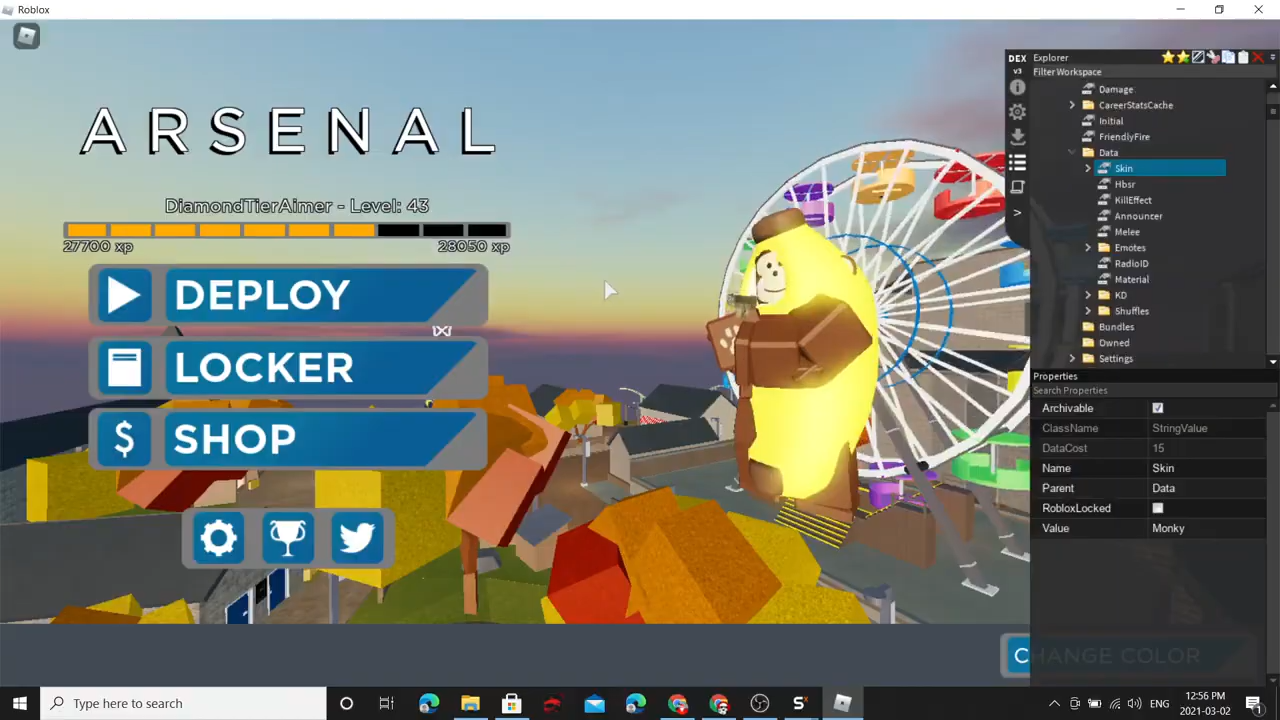 Roblox
ARSENAL
DiamondTierAimer - Level: 43
27700 xp
28050 xp
DEPLOY
LOCKER
$ SHOP
DEX
v3
Explorer
Filter Workspace
Damage
CareerStatsCache
Initial
FriendlyFire
Data
Skin
Hbsr
KillEffect
Announcer
Melee
Emotes
RadioID
Material
KD
Shuffles
Bundles
Owned
Settings
Properties
Search Properties
Archivable
ClassName StringValue
DataCost 15
Name Skin
Parent Data
RobloxLocked
Value Monky
CHANGE COLOR
Type here to search
ENG
12:56 PM
2021-03-02